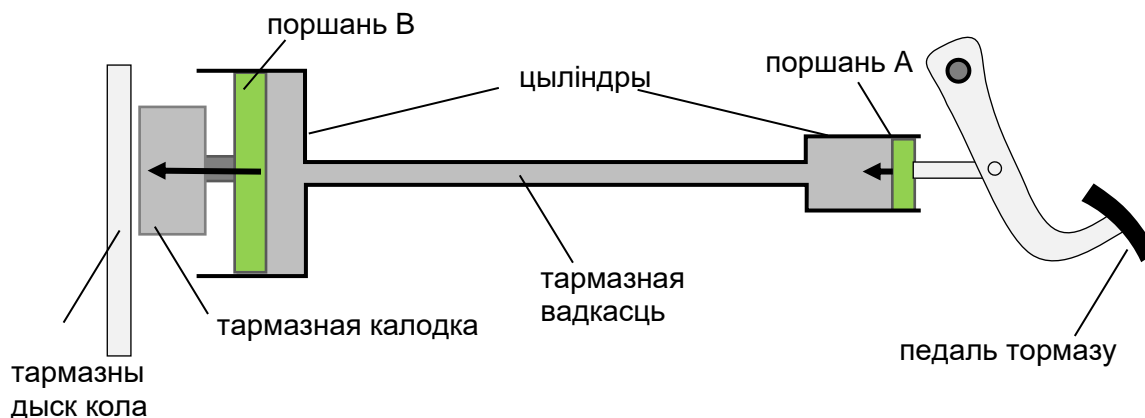 поршань В
цыліндры
поршань А
тармазная
вадкасць
тармазная калодка
педаль тормазу
тармазны
дыск кола